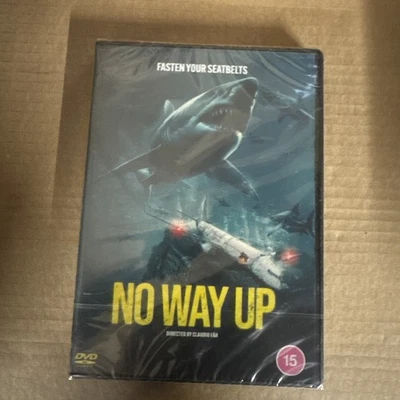 FASTEN YOUR SEATBELTS
NO WAY UP
DIRECTED BY CLAUDIO FÄH
DVD
15